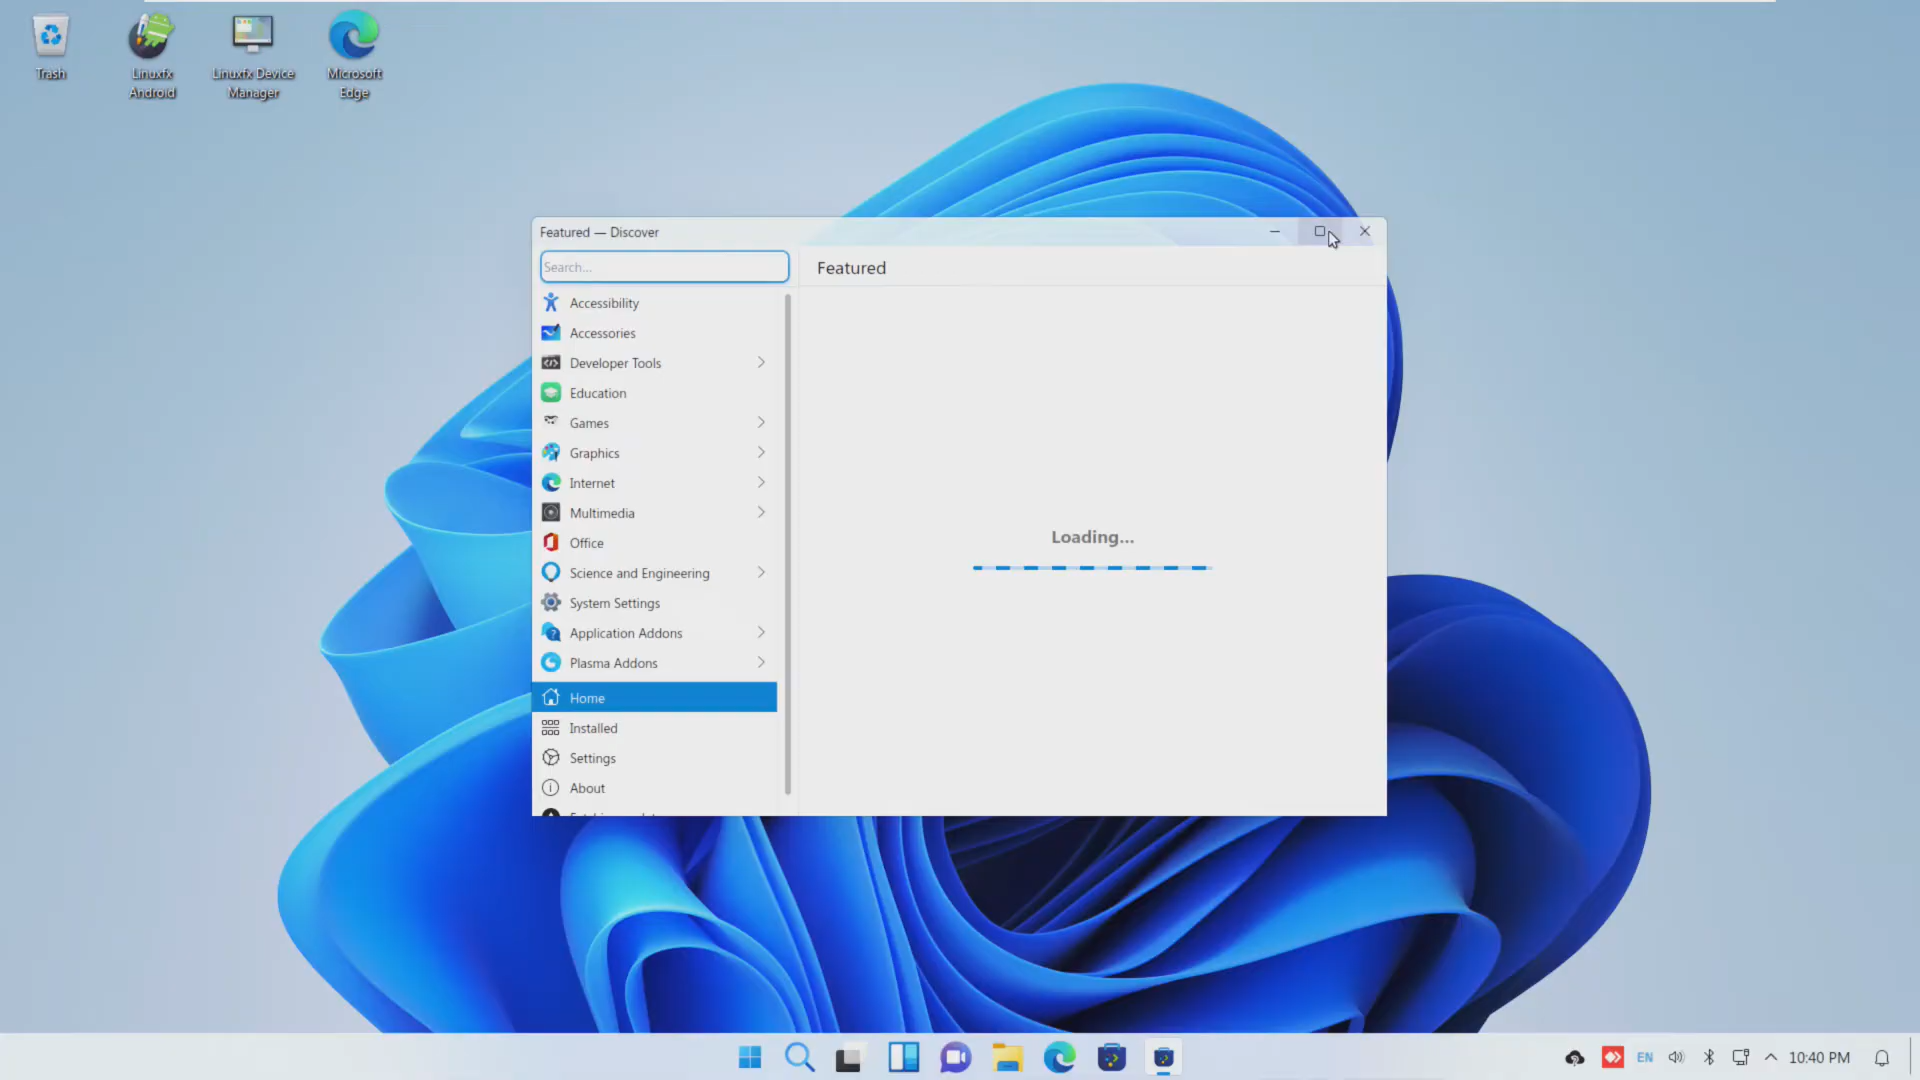 Trash
Linuxfx
Android
Linuxfx Device
Manager
Microsoft
Edge
Featured — Discover
Search...
Featured
Accessibility
Accessories
Developer Tools
Education
Games
Graphics
Internet
Multimedia
Office
Science and Engineering
System Settings
Application Addons
Plasma Addons
Loading...
Home
Installed
Settings
About
EN
10:40 PM